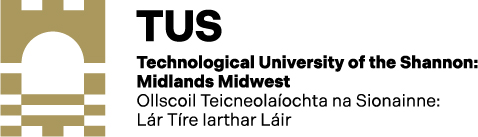 TUS
Technological University of the Shannon:
Midlands Midwest
Ollscoil Teicneolaíochta na Sionainne:
Lár Tíre Iarthar Láir